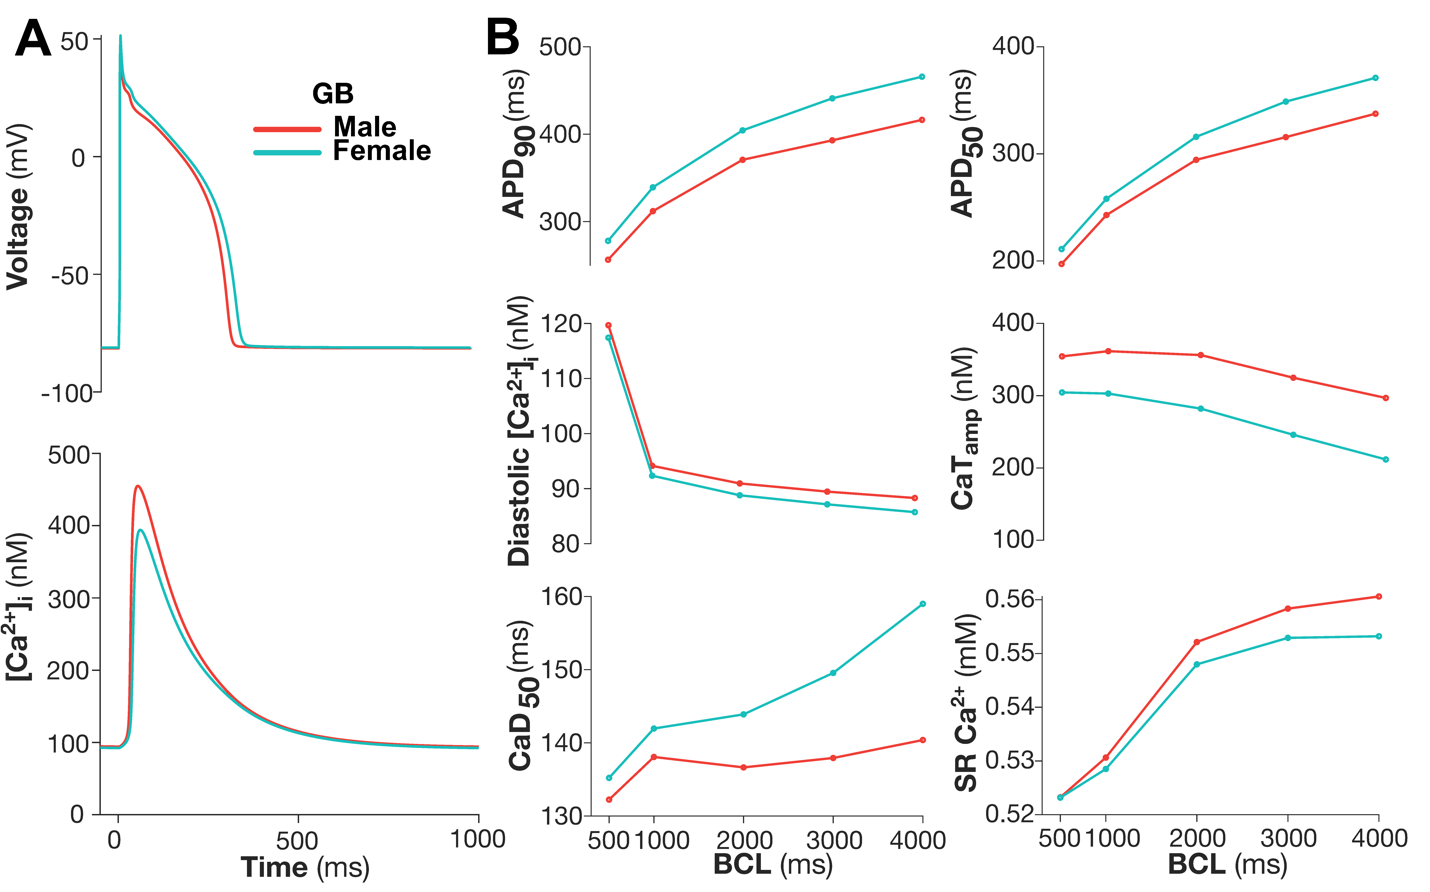 A
50
0
-50
-100
Voltage (mV)
GB
Male
Female
500
400
300
200
100
0
[Ca²⁺]ᵢ (nM)
0
500
1000
Time (ms)
B
500
400
300
APD₉₀ (ms)
400
300
200
APD₅₀ (ms)
120
110
100
90
80
Diastolic [Ca²⁺]ᵢ (nM)
400
300
200
100
CaTₐₘₚ (nM)
160
150
140
130
CaD₅₀ (ms)
500 1000 2000 3000 4000
BCL (ms)
0.56
0.55
0.54
0.53
0.52
SR Ca²⁺ (mM)
500 1000 2000 3000 4000
BCL (ms)